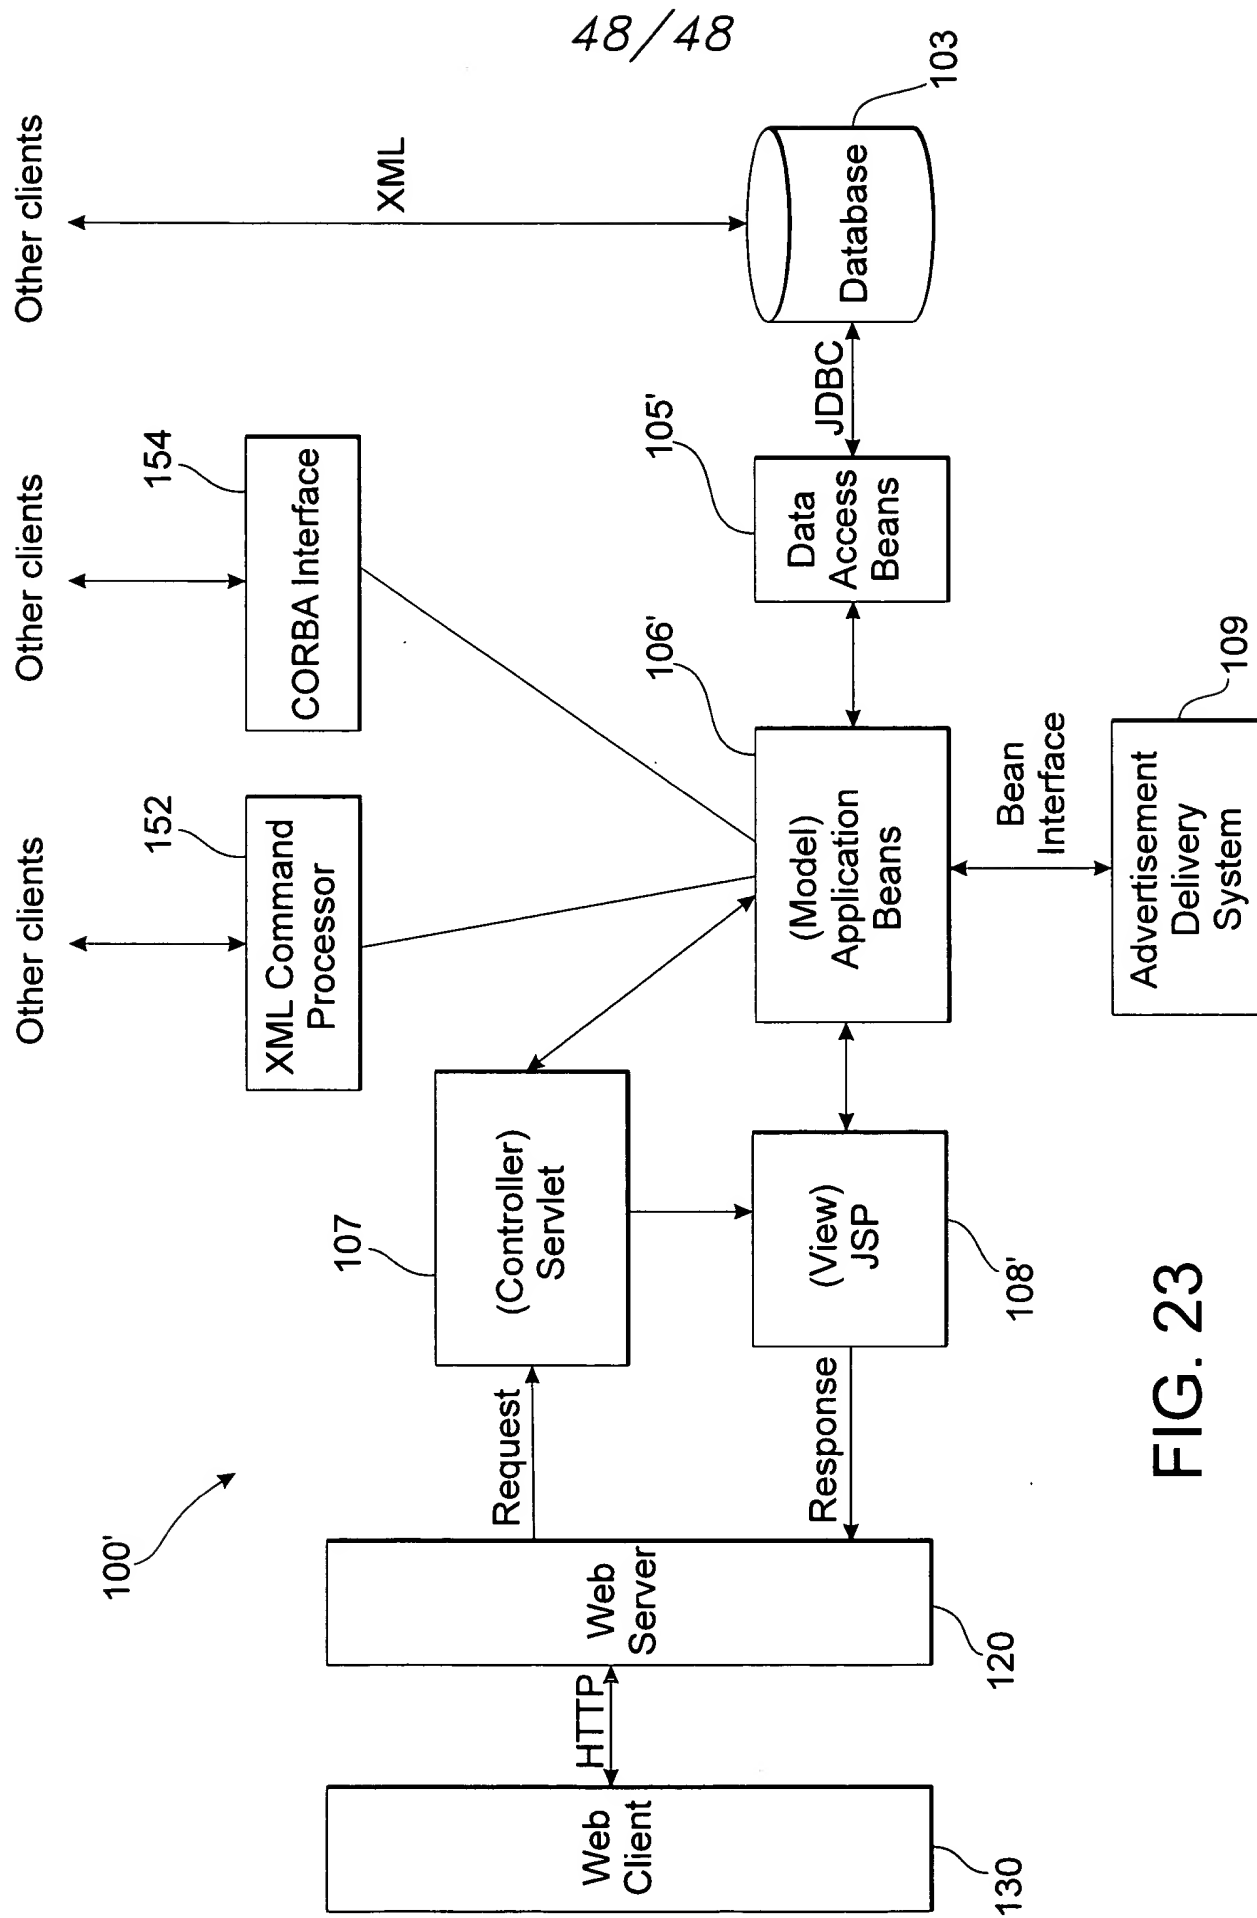 48/48
Other clients
Other clients
Other clients
XML
152
154
XML Command
Processor
CORBA Interface
100'
107
(Controller)
Servlet
Request
106'
105'
103
Web
Client
HTTP
Web
Server
Response
(View)
JSP
(Model)
Application
Beans
Data
Access
Beans
JDBC
Database
130
120
108'
Bean
Interface
Advertisement
Delivery
System
109
FIG. 23